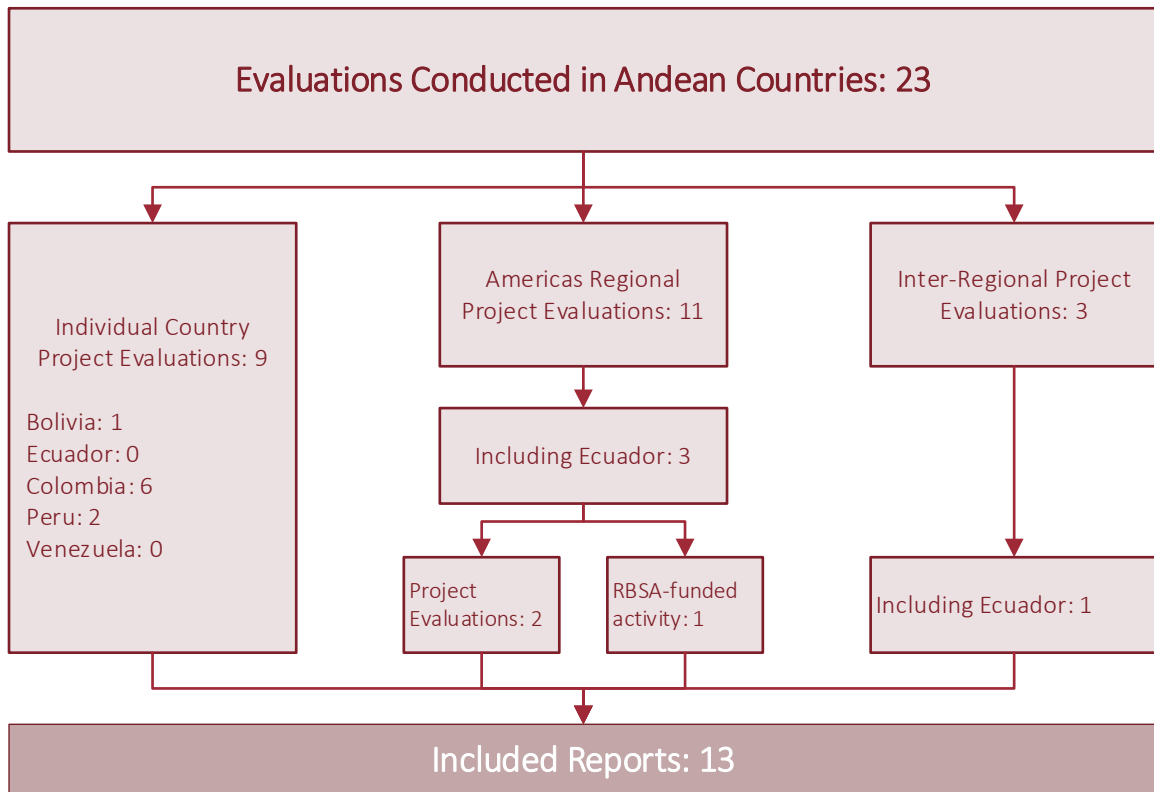 Evaluations Conducted in Andean Countries: 23
Individual Country
Project Evaluations: 9
Bolivia: 1
Ecuador: 0
Colombia: 6
Peru: 2
Venezuela: 0
Americas Regional
Project Evaluations: 11
Including Ecuador: 3
Project
Evaluations: 2
RBSA-funded
activity: 1
Inter-Regional Project
Evaluations: 3
Including Ecuador: 1
Included Reports: 13